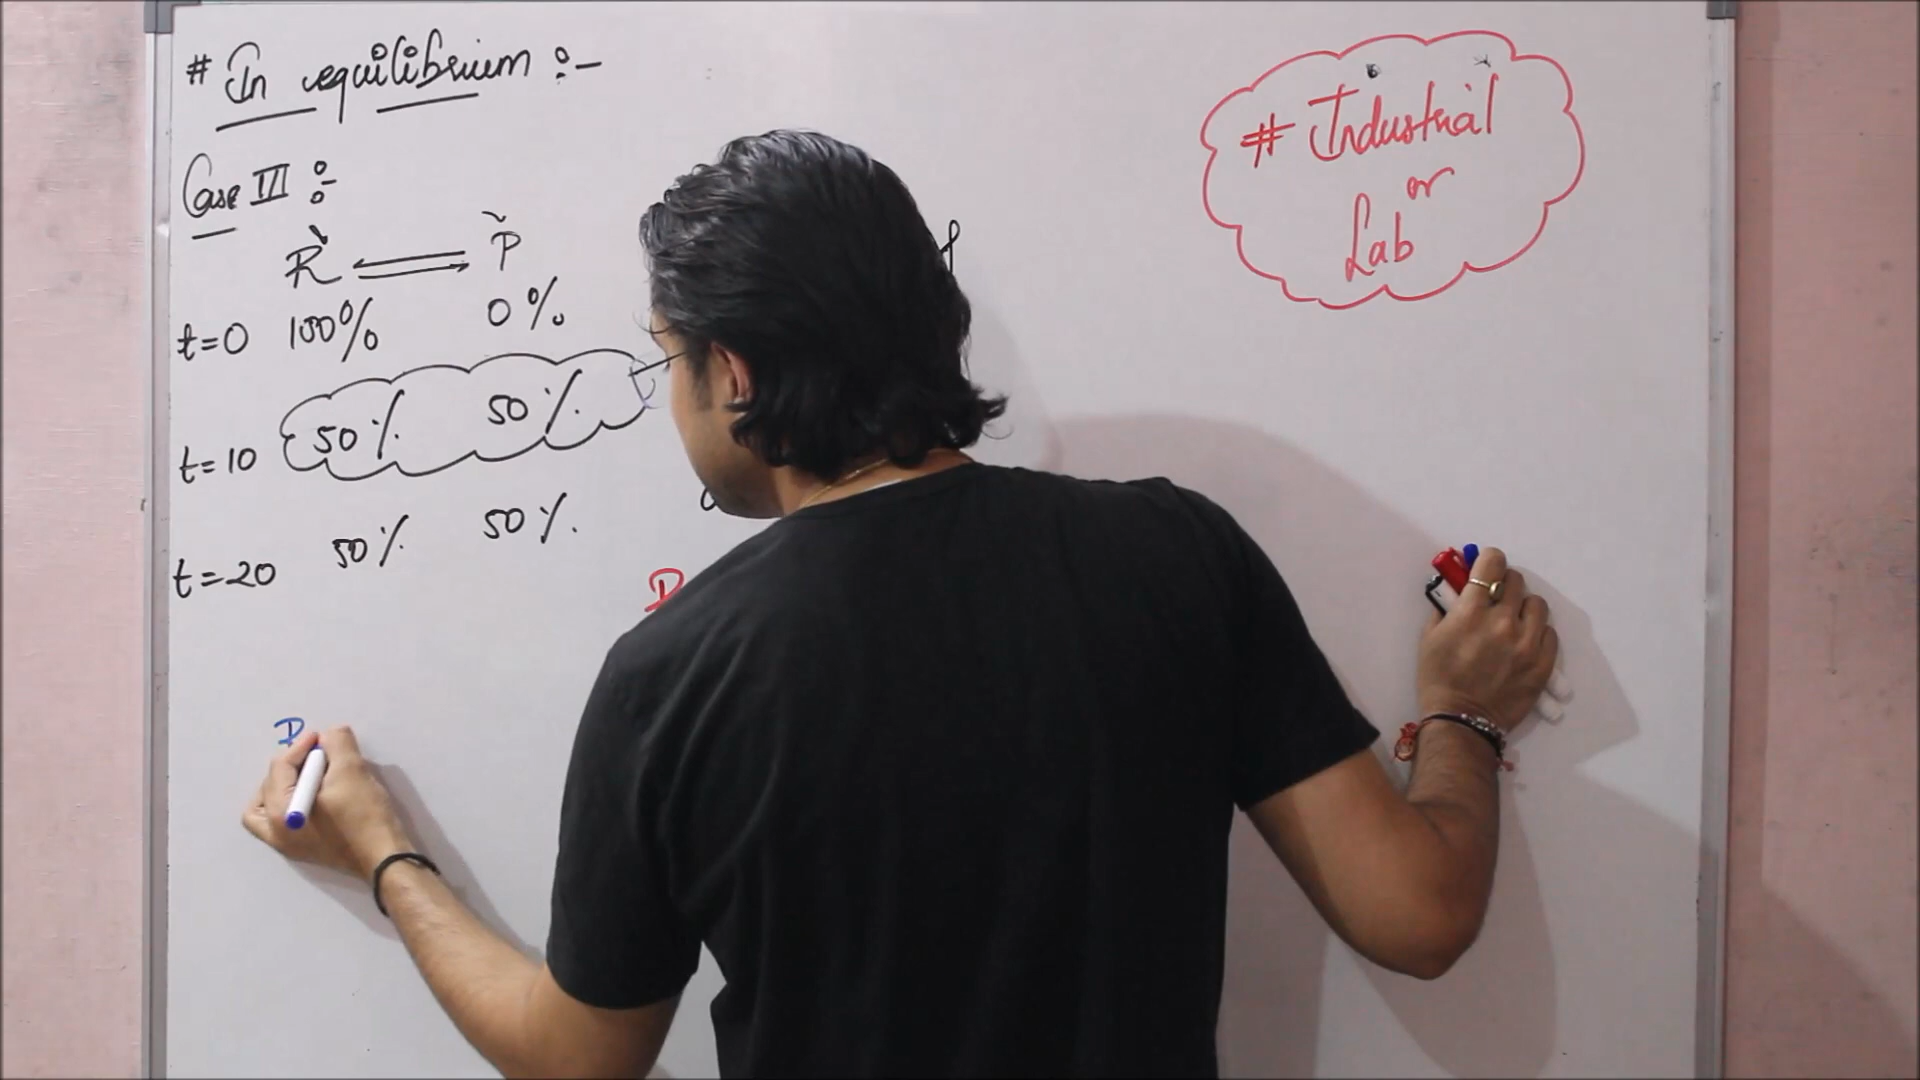 # In equilibrium :-
Case III :-
R ⇌ P
t=0 100% 0%
t=10 50% 50%
t=20 50% 50%
# Industrial
or
Lab